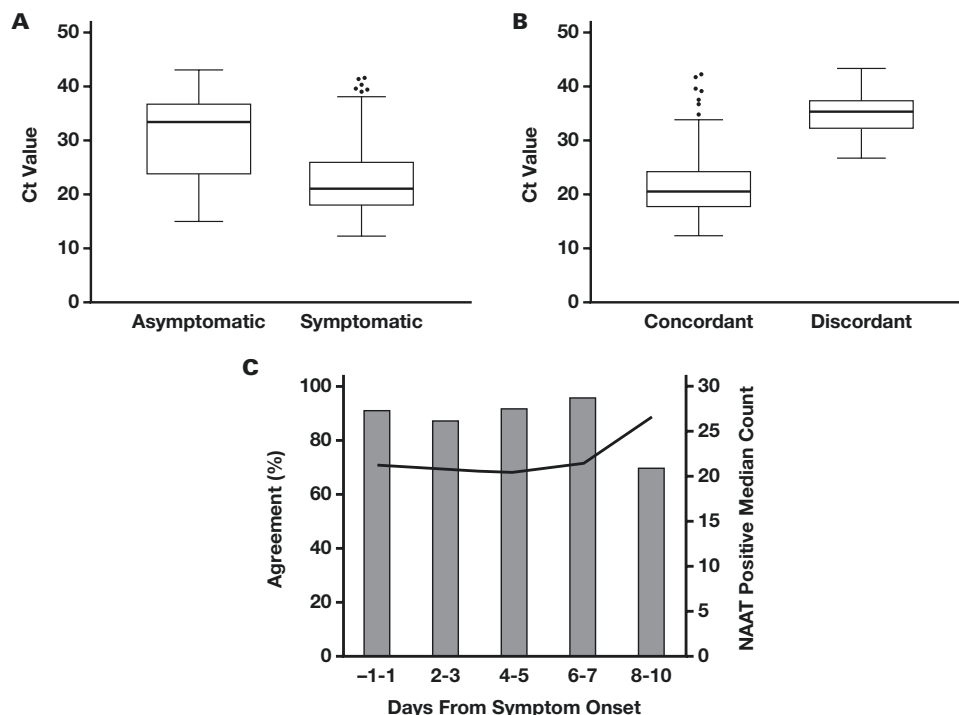 A
Ct Value
50
40
30
20
10
0
Asymptomatic Symptomatic
B
Ct Value
50
40
30
20
10
0
Concordant Discordant
C
Agreement (%)
100
80
60
40
20
0
30
25
20
15
10
5
0
NAAT Positive Median Count
–1-1 2-3 4-5 6-7 8-10
Days From Symptom Onset